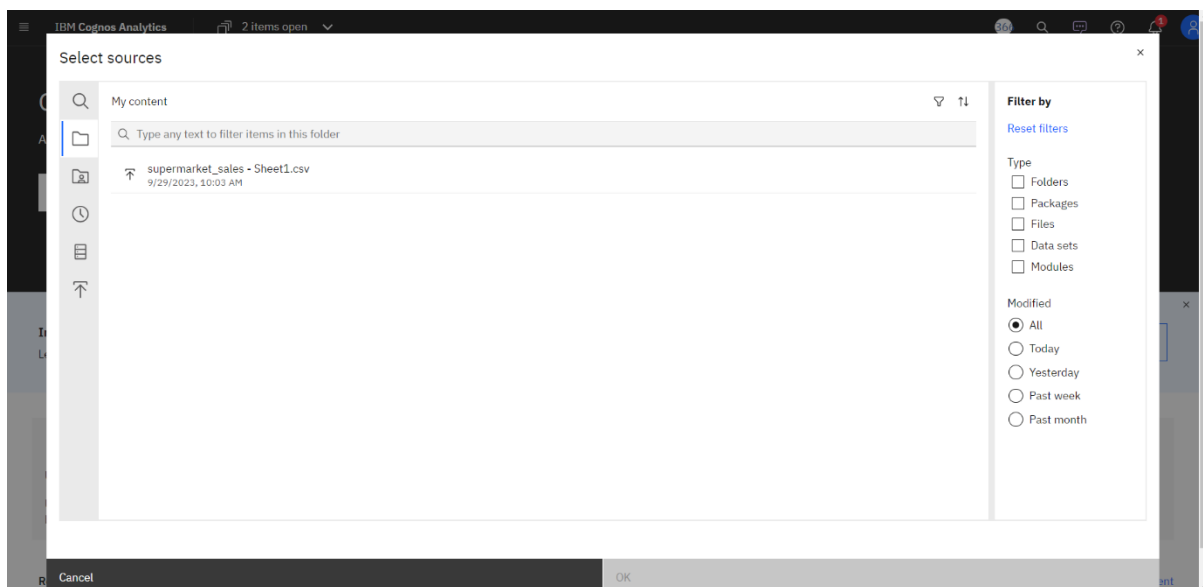 IBM Cognos Analytics
2 items open
1
Select sources
My content
Type any text to filter items in this folder
supermarket_sales - Sheet1.csv
9/29/2023, 10:03 AM
Filter by
Reset filters
Type
Folders
Packages
Files
Data sets
Modules
Modified
All
Today
Yesterday
Past week
Past month
Cancel
OK